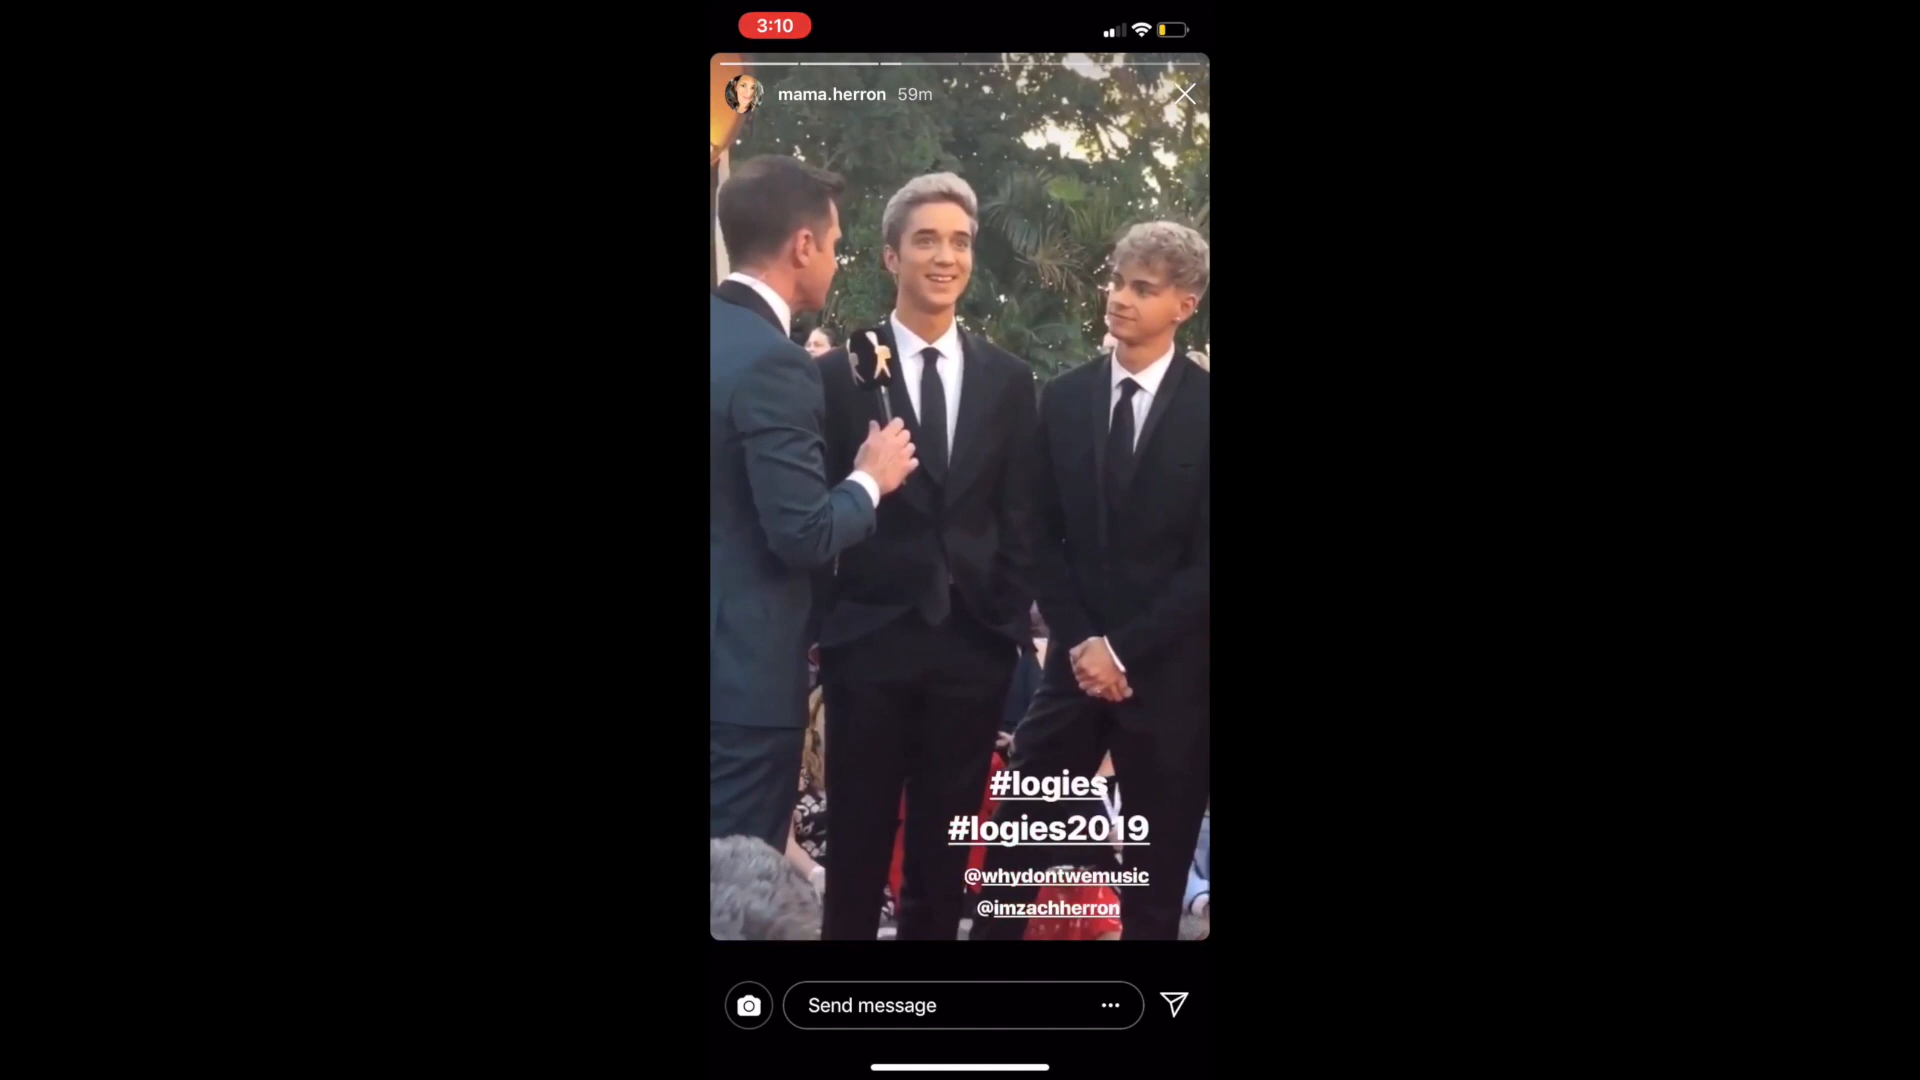 3:10
mama.herron 59m
#logies
#logies2019
@whydontwemusic
@imzachherron
Send message